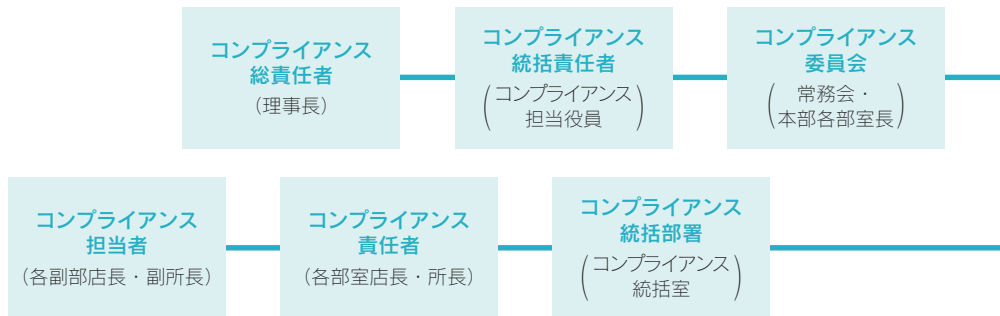 コンプライアンス
総責任者
（理事長）
コンプライアンス
統括責任者
（コンプライアンス
担当役員）
コンプライアンス
委員会
（常務会・
本部各部室長）
コンプライアンス
担当者
（各副部店長・副所長）
コンプライアンス
責任者
（各部室店長・所長）
コンプライアンス
統括部署
（コンプライアンス
統括室）